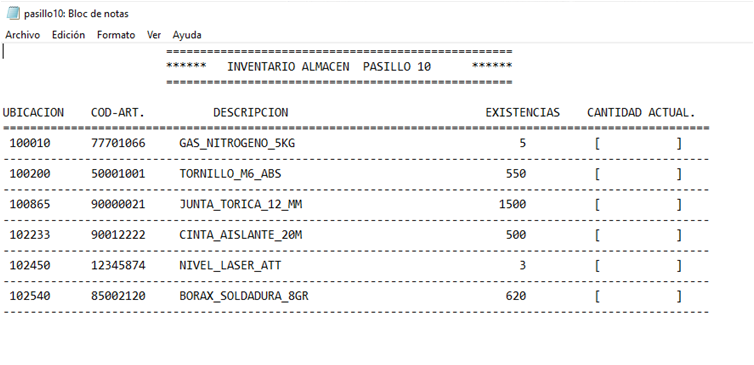 pasillo10: Bloc de notas
Archivo Edición Formato Ver Ayuda
===================================================
****** INVENTARIO ALMACEN PASILLO 10 ******
===================================================
UBICACION COD-ART. DESCRIPCION EXISTENCIAS CANTIDAD ACTUAL.
========================================================================================================
100010 77701066 GAS_NITROGENO_5KG 5 [ ]
--------------------------------------------------------------------------------------------------------
100200 50001001 TORNILLO_M6_ABS 550 [ ]
--------------------------------------------------------------------------------------------------------
100865 90000021 JUNTA_TORICA_12_MM 1500 [ ]
--------------------------------------------------------------------------------------------------------
102233 90012222 CINTA_AISLANTE_20M 500 [ ]
--------------------------------------------------------------------------------------------------------
102450 12345874 NIVEL_LASER_ATT 3 [ ]
--------------------------------------------------------------------------------------------------------
102540 85002120 BORAX_SOLDADURA_8GR 620 [ ]
--------------------------------------------------------------------------------------------------------